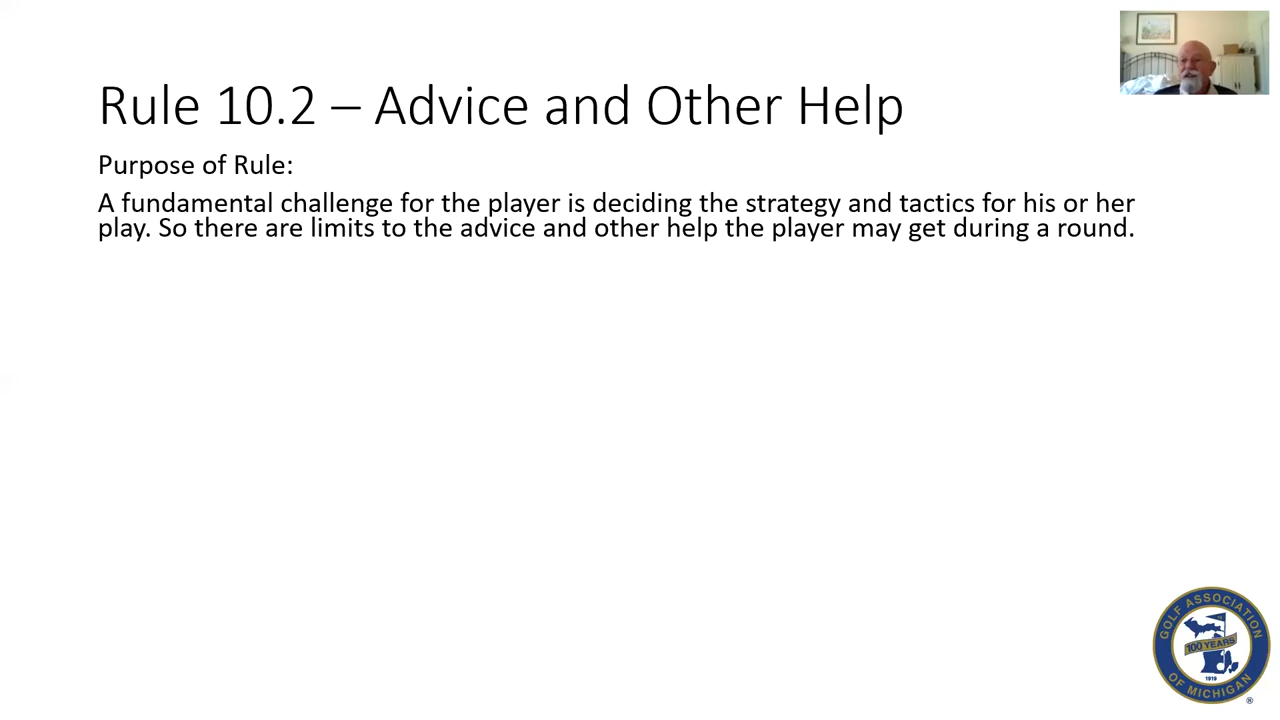 Rule 10.2 – Advice and Other Help
Purpose of Rule:
A fundamental challenge for the player is deciding the strategy and tactics for his or her
play. So there are limits to the advice and other help the player may get during a round.
GOLF ASSOCIATION
100 YEARS
1919
OF MICHIGAN
®